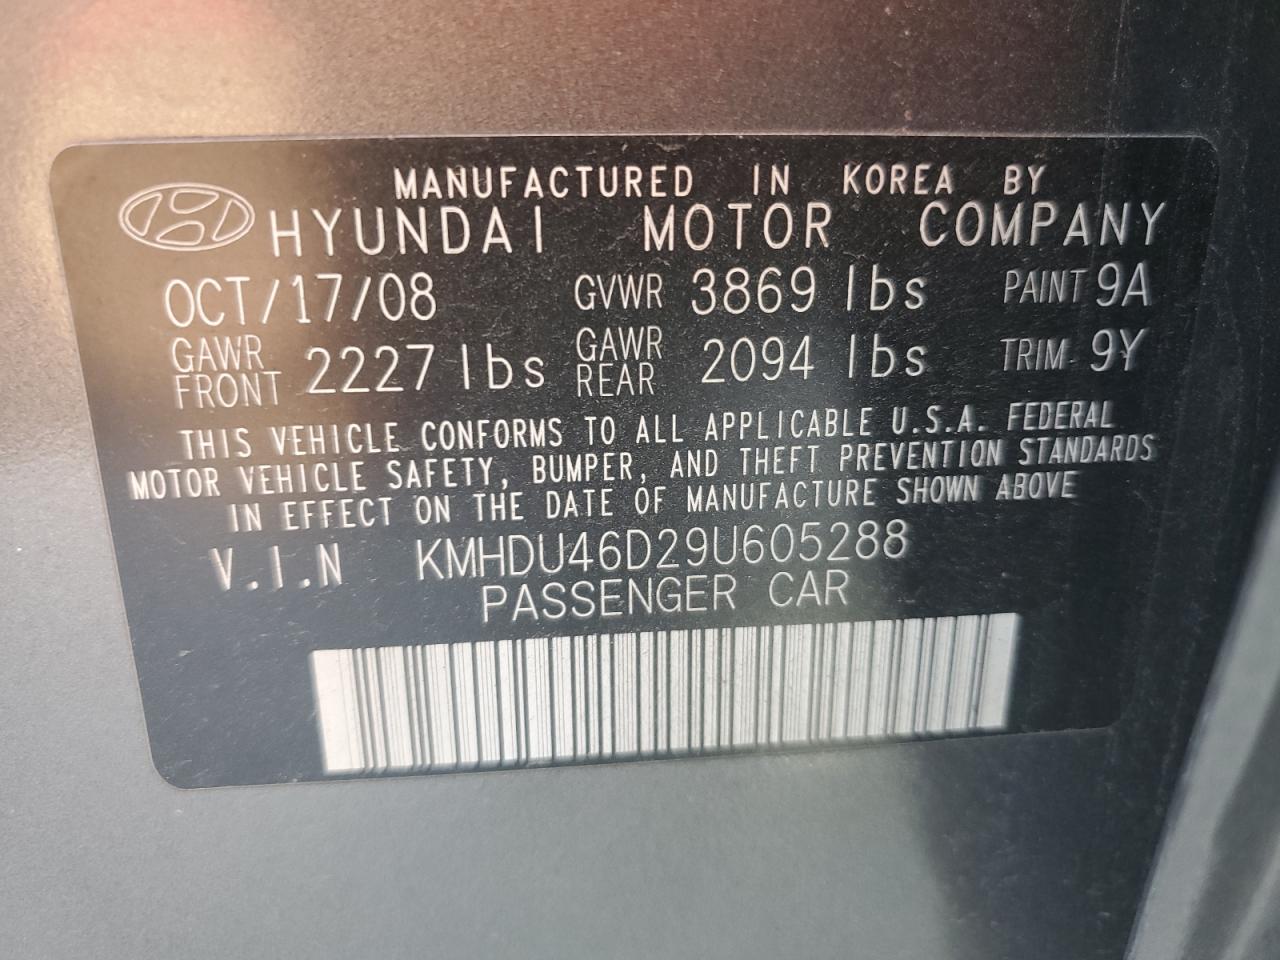 MANUFACTURED IN KOREA BY
HYUNDAI MOTOR COMPANY
OCT/17/08 GVWR 3869 lbs PAINT 9A
GAWR FRONT 2227 lbs GAWR REAR 2094 lbs TRIM 9Y
THIS VEHICLE CONFORMS TO ALL APPLICABLE U.S.A. FEDERAL
MOTOR VEHICLE SAFETY, BUMPER, AND THEFT PREVENTION STANDARDS
IN EFFECT ON THE DATE OF MANUFACTURE SHOWN ABOVE
V.I.N KMHDU46D29U605288
PASSENGER CAR